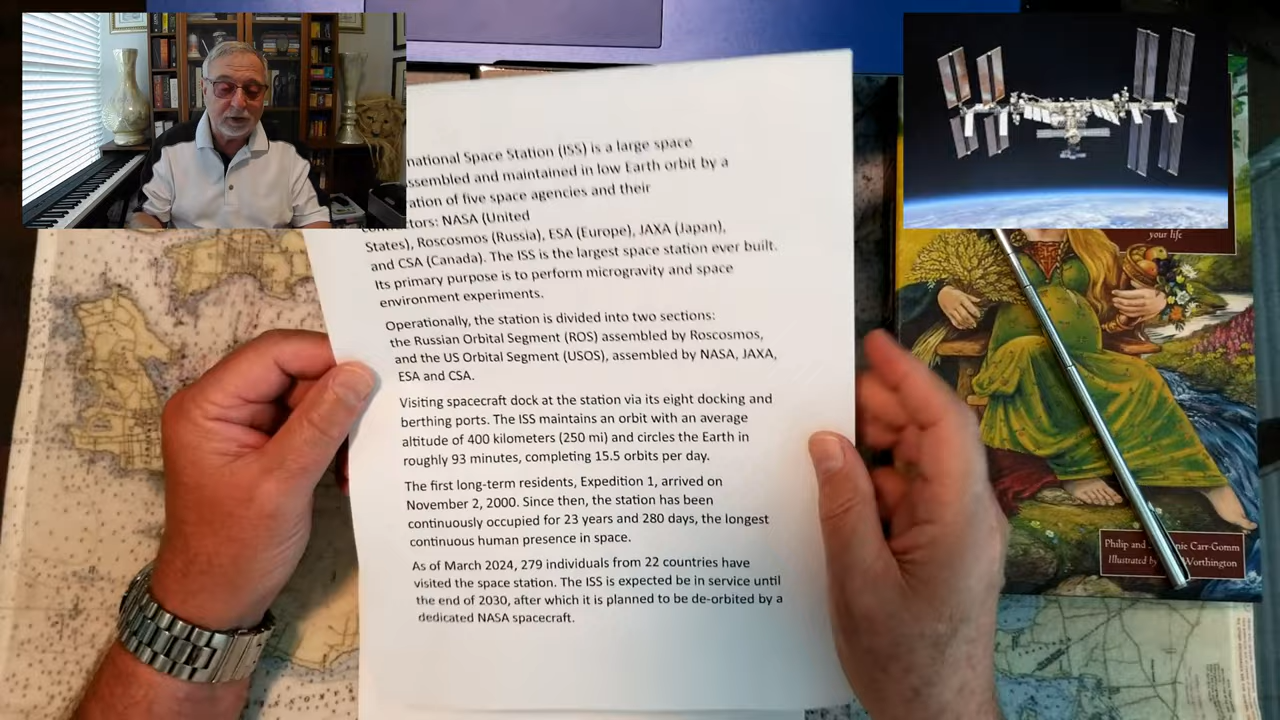 national Space Station (ISS) is a large space
ssembled and maintained in low Earth orbit by a
ation of five space agencies and their
tors: NASA (United
States), Roscosmos (Russia), ESA (Europe), JAXA (Japan),
and CSA (Canada). The ISS is the largest space station ever built.
Its primary purpose is to perform microgravity and space
environment experiments.
Operationally, the station is divided into two sections:
the Russian Orbital Segment (ROS) assembled by Roscosmos,
and the US Orbital Segment (USOS), assembled by NASA, JAXA,
ESA and CSA.
Visiting spacecraft dock at the station via its eight docking and
berthing ports. The ISS maintains an orbit with an average
altitude of 400 kilometers (250 mi) and circles the Earth in
roughly 93 minutes, completing 15.5 orbits per day.
The first long-term residents, Expedition 1, arrived on
November 2, 2000. Since then, the station has been
continuously occupied for 23 years and 280 days, the longest
continuous human presence in space.
As of March 2024, 279 individuals from 22 countries have
visited the space station. The ISS is expected be in service until
the end of 2030, after which it is planned to be de-orbited by a
dedicated NASA spacecraft.
your life
Philip and nie Carr-Gomm
Illustrated by Worthington